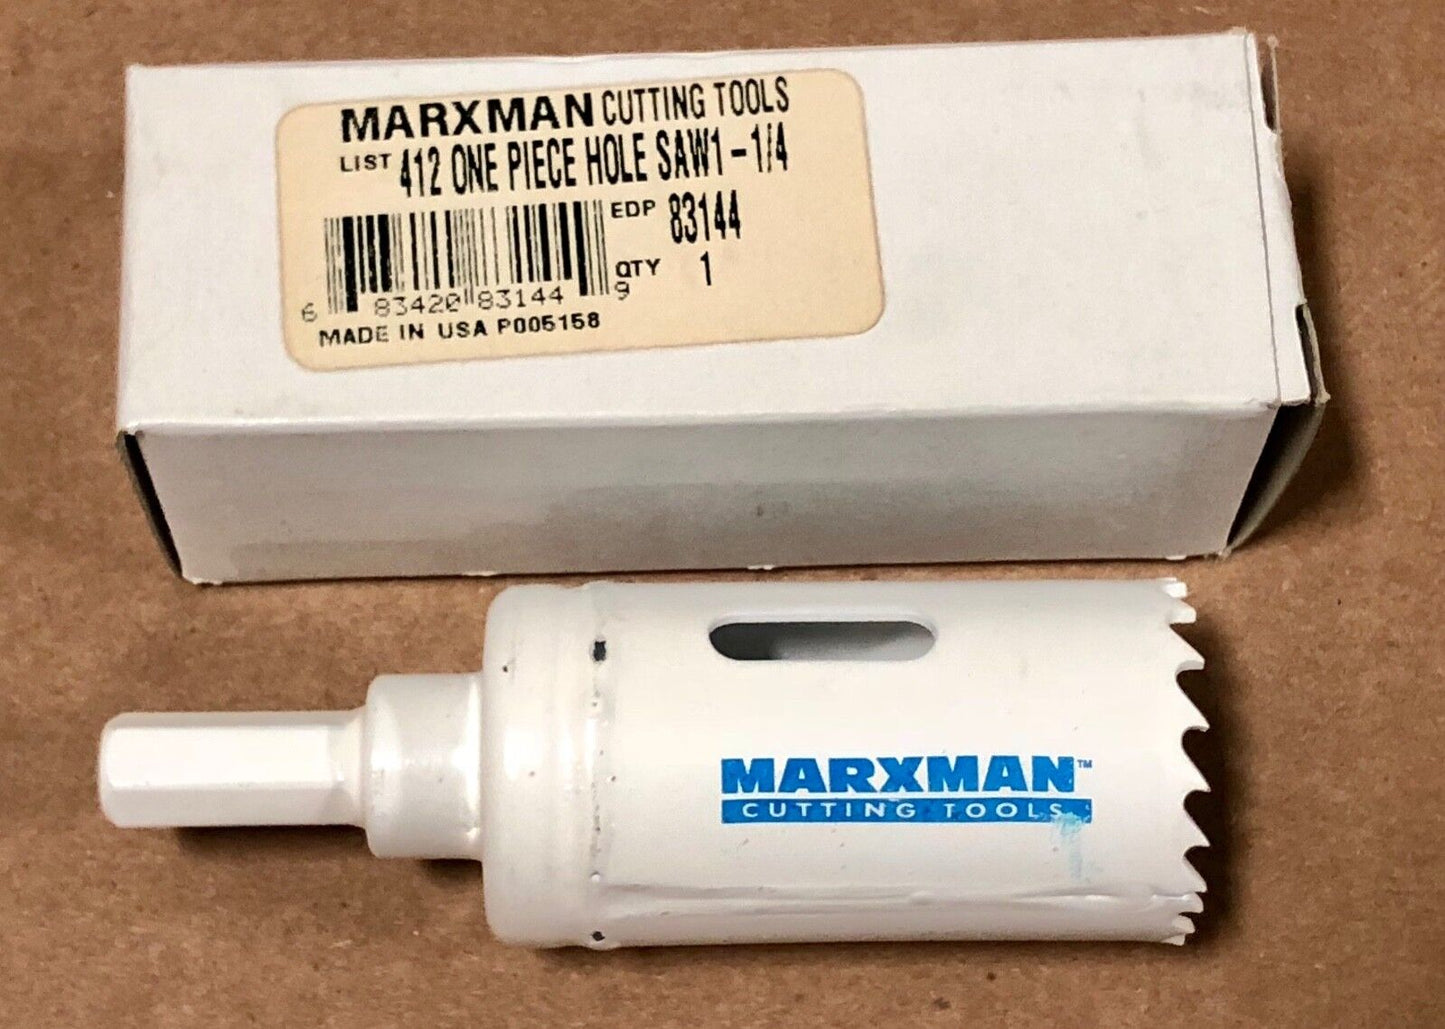 MARXMAN CUTTING TOOLS
LIST 412 ONE PIECE HOLE SAW1-1/4
EDP 83144
QTY 1
6 83420 83144 9
MADE IN USA P005158
MARXMAN™
CUTTING TOOLS